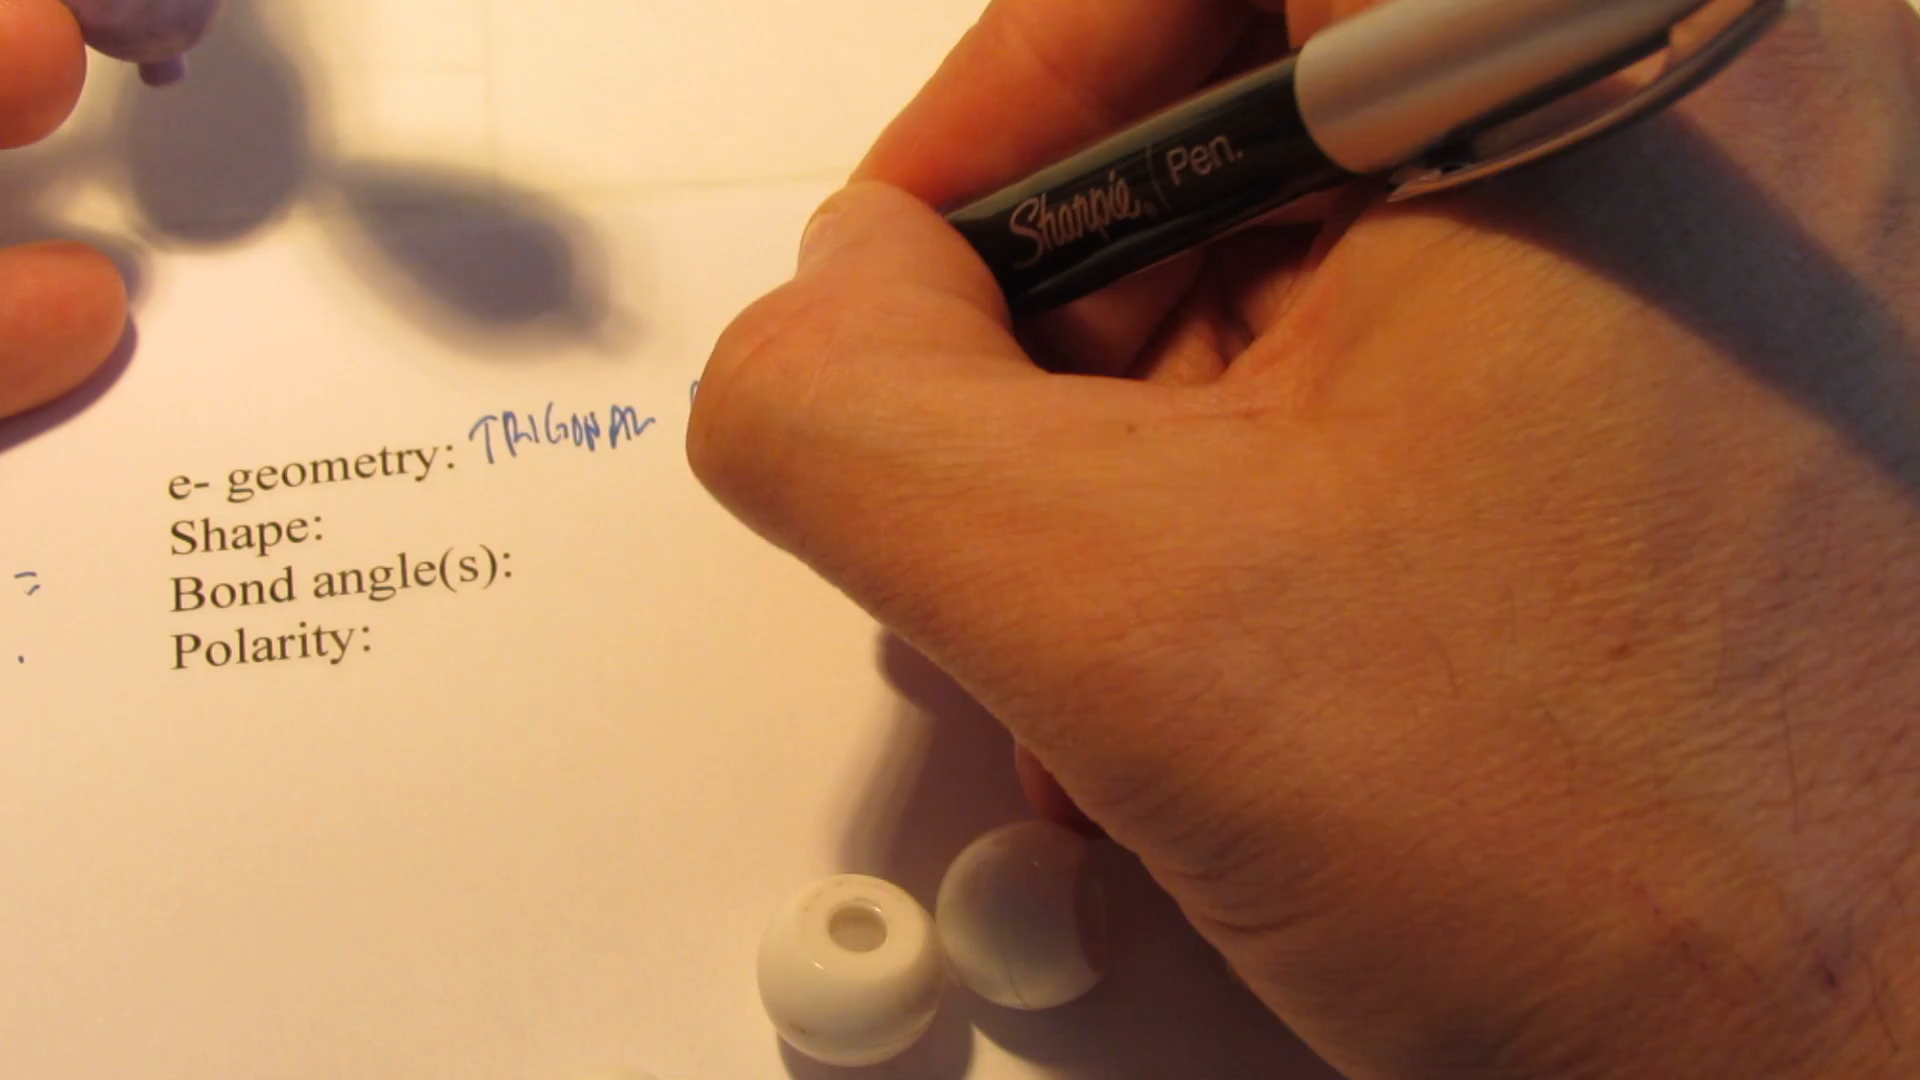 Sharpie | Pen.
e- geometry: TRIGONAL
Shape:
Bond angle(s):
Polarity: